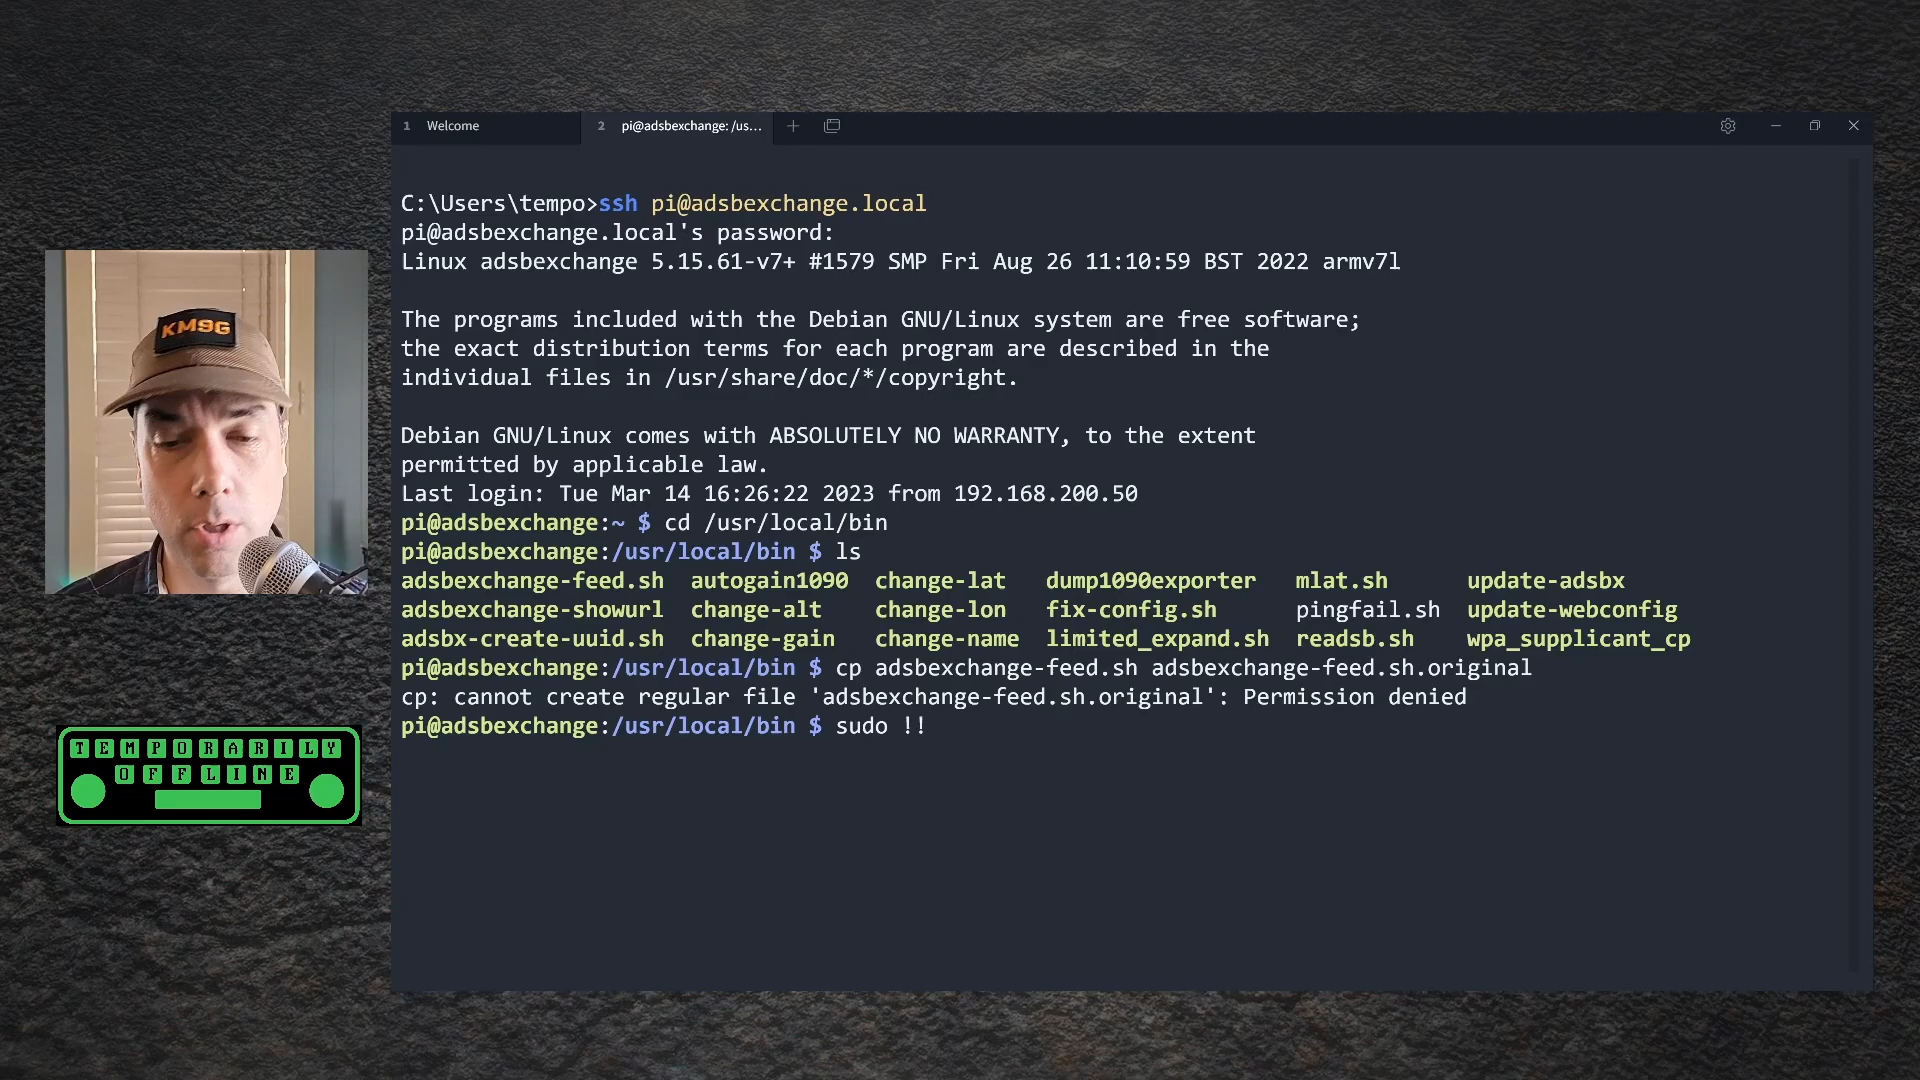 1 Welcome 2 pi@adsbexchange: /us...
C:\Users\tempo>ssh pi@adsbexchange.local
pi@adsbexchange.local's password:
Linux adsbexchange 5.15.61-v7+ #1579 SMP Fri Aug 26 11:10:59 BST 2022 armv7l
The programs included with the Debian GNU/Linux system are free software;
the exact distribution terms for each program are described in the
individual files in /usr/share/doc/*/copyright.
Debian GNU/Linux comes with ABSOLUTELY NO WARRANTY, to the extent
permitted by applicable law.
Last login: Tue Mar 14 16:26:22 2023 from 192.168.200.50
pi@adsbexchange:~ $ cd /usr/local/bin
pi@adsbexchange:/usr/local/bin $ ls
adsbexchange-feed.sh autogain1090 change-lat dump1090exporter mlat.sh update-adsbx
adsbexchange-showurl change-alt change-lon fix-config.sh pingfail.sh update-webconfig
adsbx-create-uuid.sh change-gain change-name limited_expand.sh readsb.sh wpa_supplicant_cp
pi@adsbexchange:/usr/local/bin $ cp adsbexchange-feed.sh adsbexchange-feed.sh.original
cp: cannot create regular file 'adsbexchange-feed.sh.original': Permission denied
pi@adsbexchange:/usr/local/bin $ sudo !!
KM9G
TEMPORARILY
OFFLINE